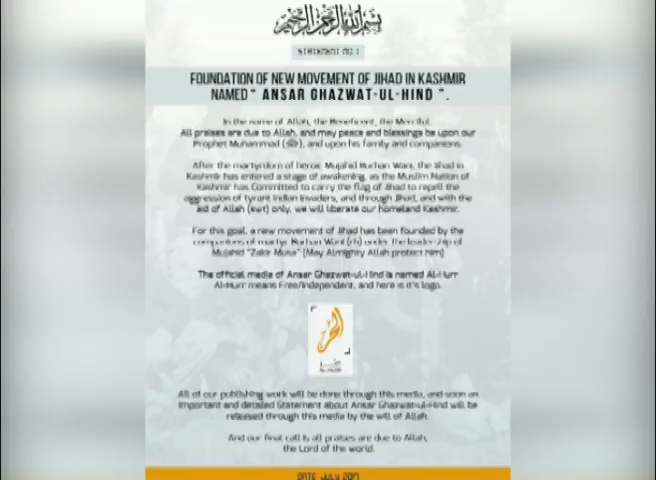 بسم الله الرحمن الرحيم
STATEMENT NO: 1
FOUNDATION OF NEW MOVEMENT OF JIHAD IN KASHMIR
NAMED " ANSAR GHAZWAT-UL-HIND ".
In the name of Allah, the Beneficent, the Merciful.
All praises are due to Allah, and may peace and blessings be upon our
Prophet Muhammad (ﷺ), and upon his family and companions.
After the martyrdom of heroic Mujahid Burhan Wani, the Jihad in
Kashmir has entered a stage of awakening, as the Muslim Nation of
Kashmir has Committed to carry the flag of Jihad to repell the
aggression of tyrant Indian Invaders, and through Jihad, and with the
aid of Allah (swt) only, we will liberate our homeland Kashmir.
For this goal, a new movement of Jihad has been founded by the
companions of martyr Burhan Wani (rh) under the leadership of
Mujahid "Zakir Musa" (May Almighty Allah protect him)
The official media of Ansar Ghazwat-ul-Hind is named Al-Hurr
Al-Hurr means Free/Independent, and here is it's logo.
الحر
All of our publishing work will be done through this media, and soon an
important and detailed Statement about Ansar Ghazwat-ul-Hind will be
released through this media by the will of Allah.
And our final call is all praises are due to Allah,
the Lord of the world.
DATE: JULY 2017